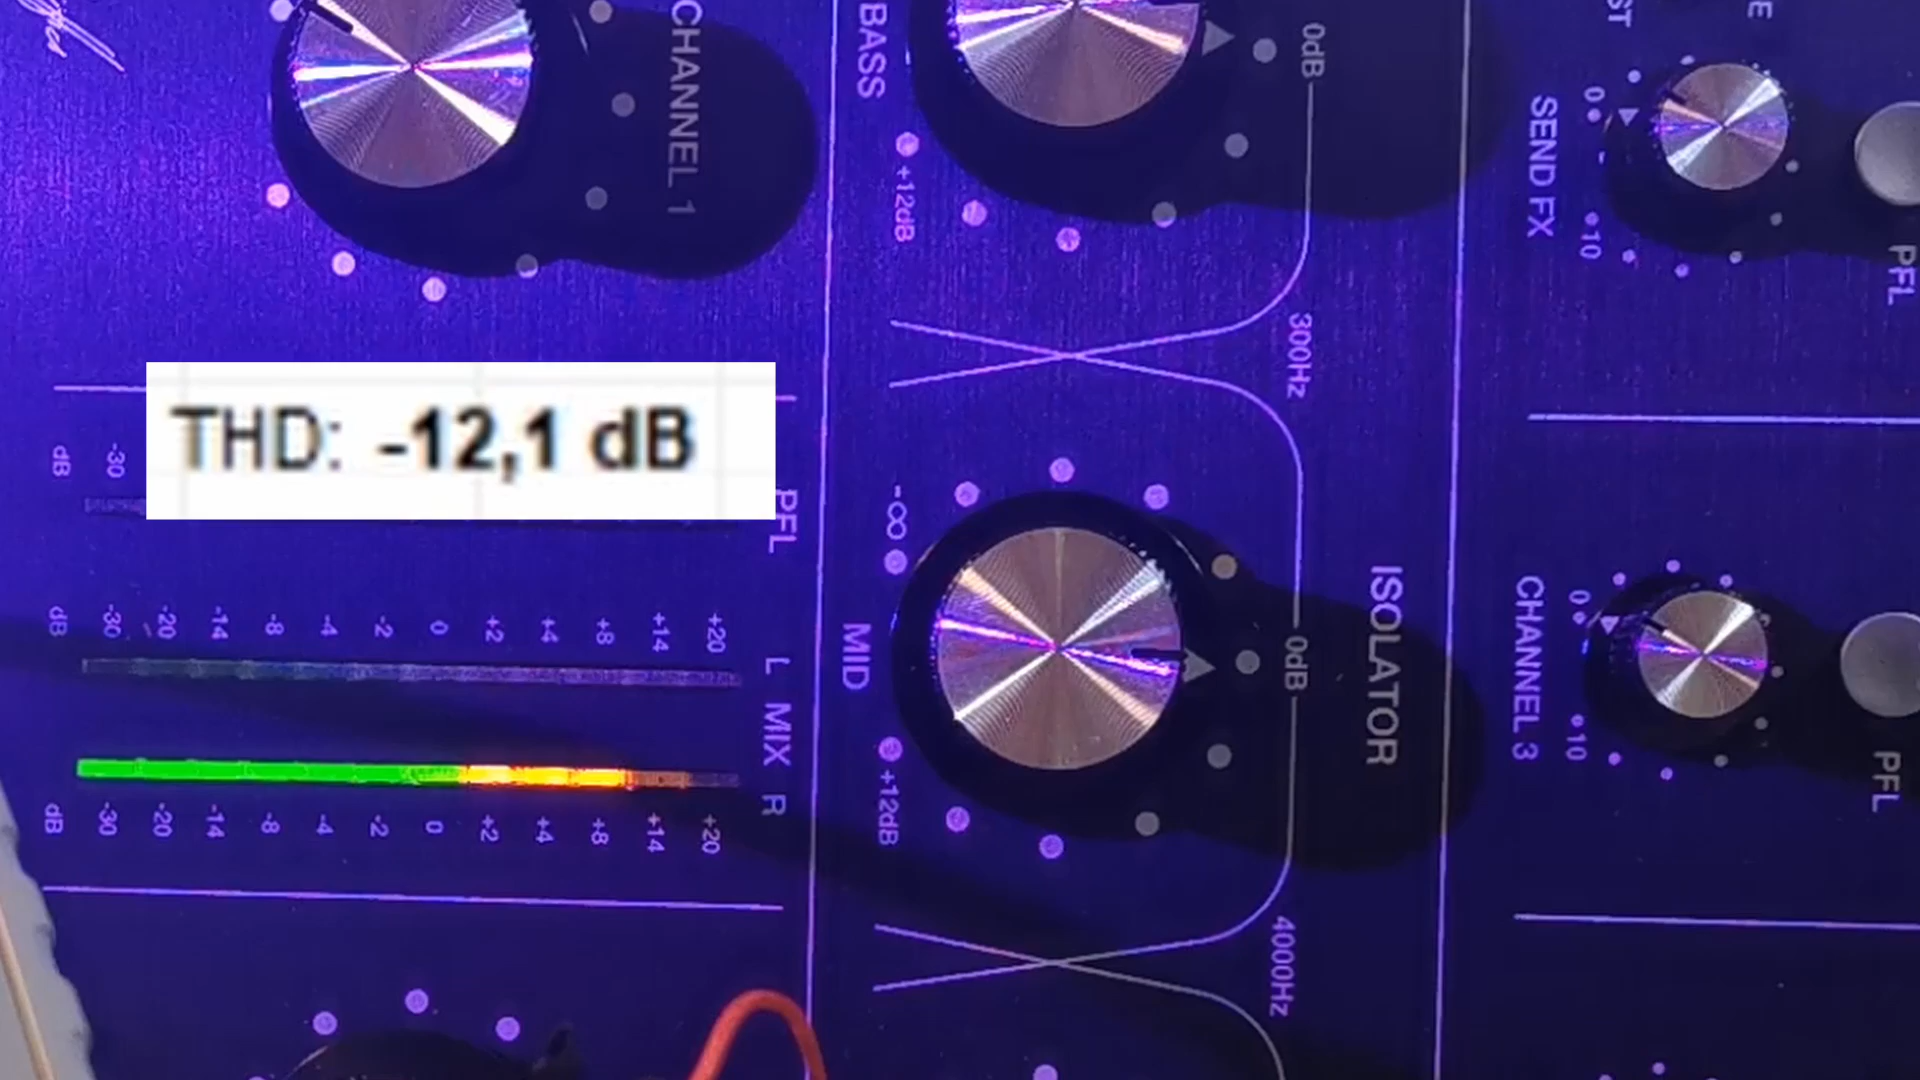 CHANNEL 1
BASS
0dB
+12dB
300Hz
THD: -12,1 dB
dB -30
PFL
dB -30 -20 -14 -8 -4 -2 0 +2 +4 +8 +14 +20
L MIX R
dB -30 -20 -14 -8 -4 -2 0 +2 +4 +8 +14 +20
-∞
MID
0dB
+12dB
ISOLATOR
4000Hz
SEND FX
0
10
PFL
CHANNEL 3
0
10
PFL